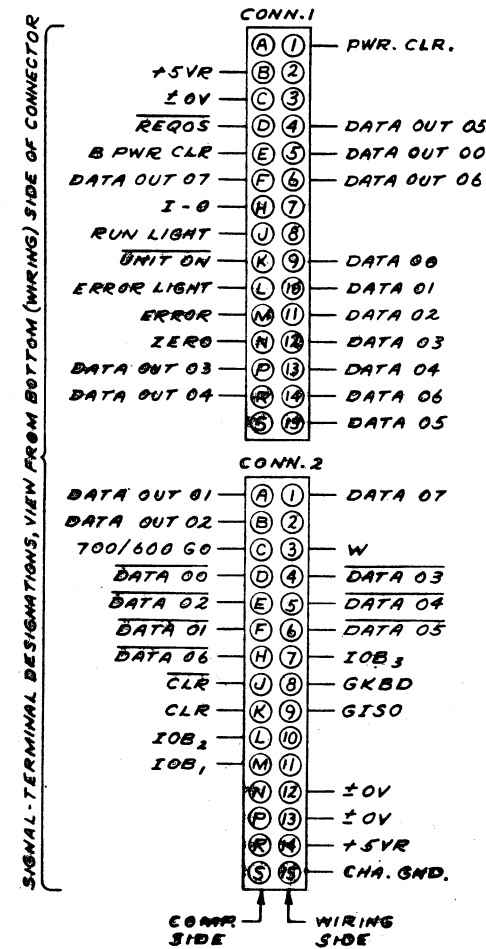 SIGNAL-TERMINAL DESIGNATIONS, VIEW FROM BOTTOM (WIRING) SIDE OF CONNECTOR
CONN.1
A 1 PWR. CLR.
+5VR B 2
±0V C 3
REQOS D 4 DATA OUT 05
B PWR CLR E 5 DATA OUT 00
DATA OUT 07 F 6 DATA OUT 06
I-0 H 7
RUN LIGHT J 8
UNIT ON K 9 DATA 00
ERROR LIGHT L 10 DATA 01
ERROR M 11 DATA 02
ZERO N 12 DATA 03
DATA OUT 03 P 13 DATA 04
DATA OUT 04 R 14 DATA 06
S 15 DATA 05
CONN.2
DATA OUT 01 A 1 DATA 07
DATA OUT 02 B 2
700/600 GO C 3 W
DATA 00 D 4 DATA 03
DATA 02 E 5 DATA 04
DATA 01 F 6 DATA 05
DATA 06 H 7 IOB3
CLR J 8 GKBD
CLR K 9 GISO
IOB2 L 10
IOB1 M 11
N 12 ±0V
P 13 ±0V
R 14 +5VR
S 15 CHA. GND.
COMP. SIDE
WIRING SIDE